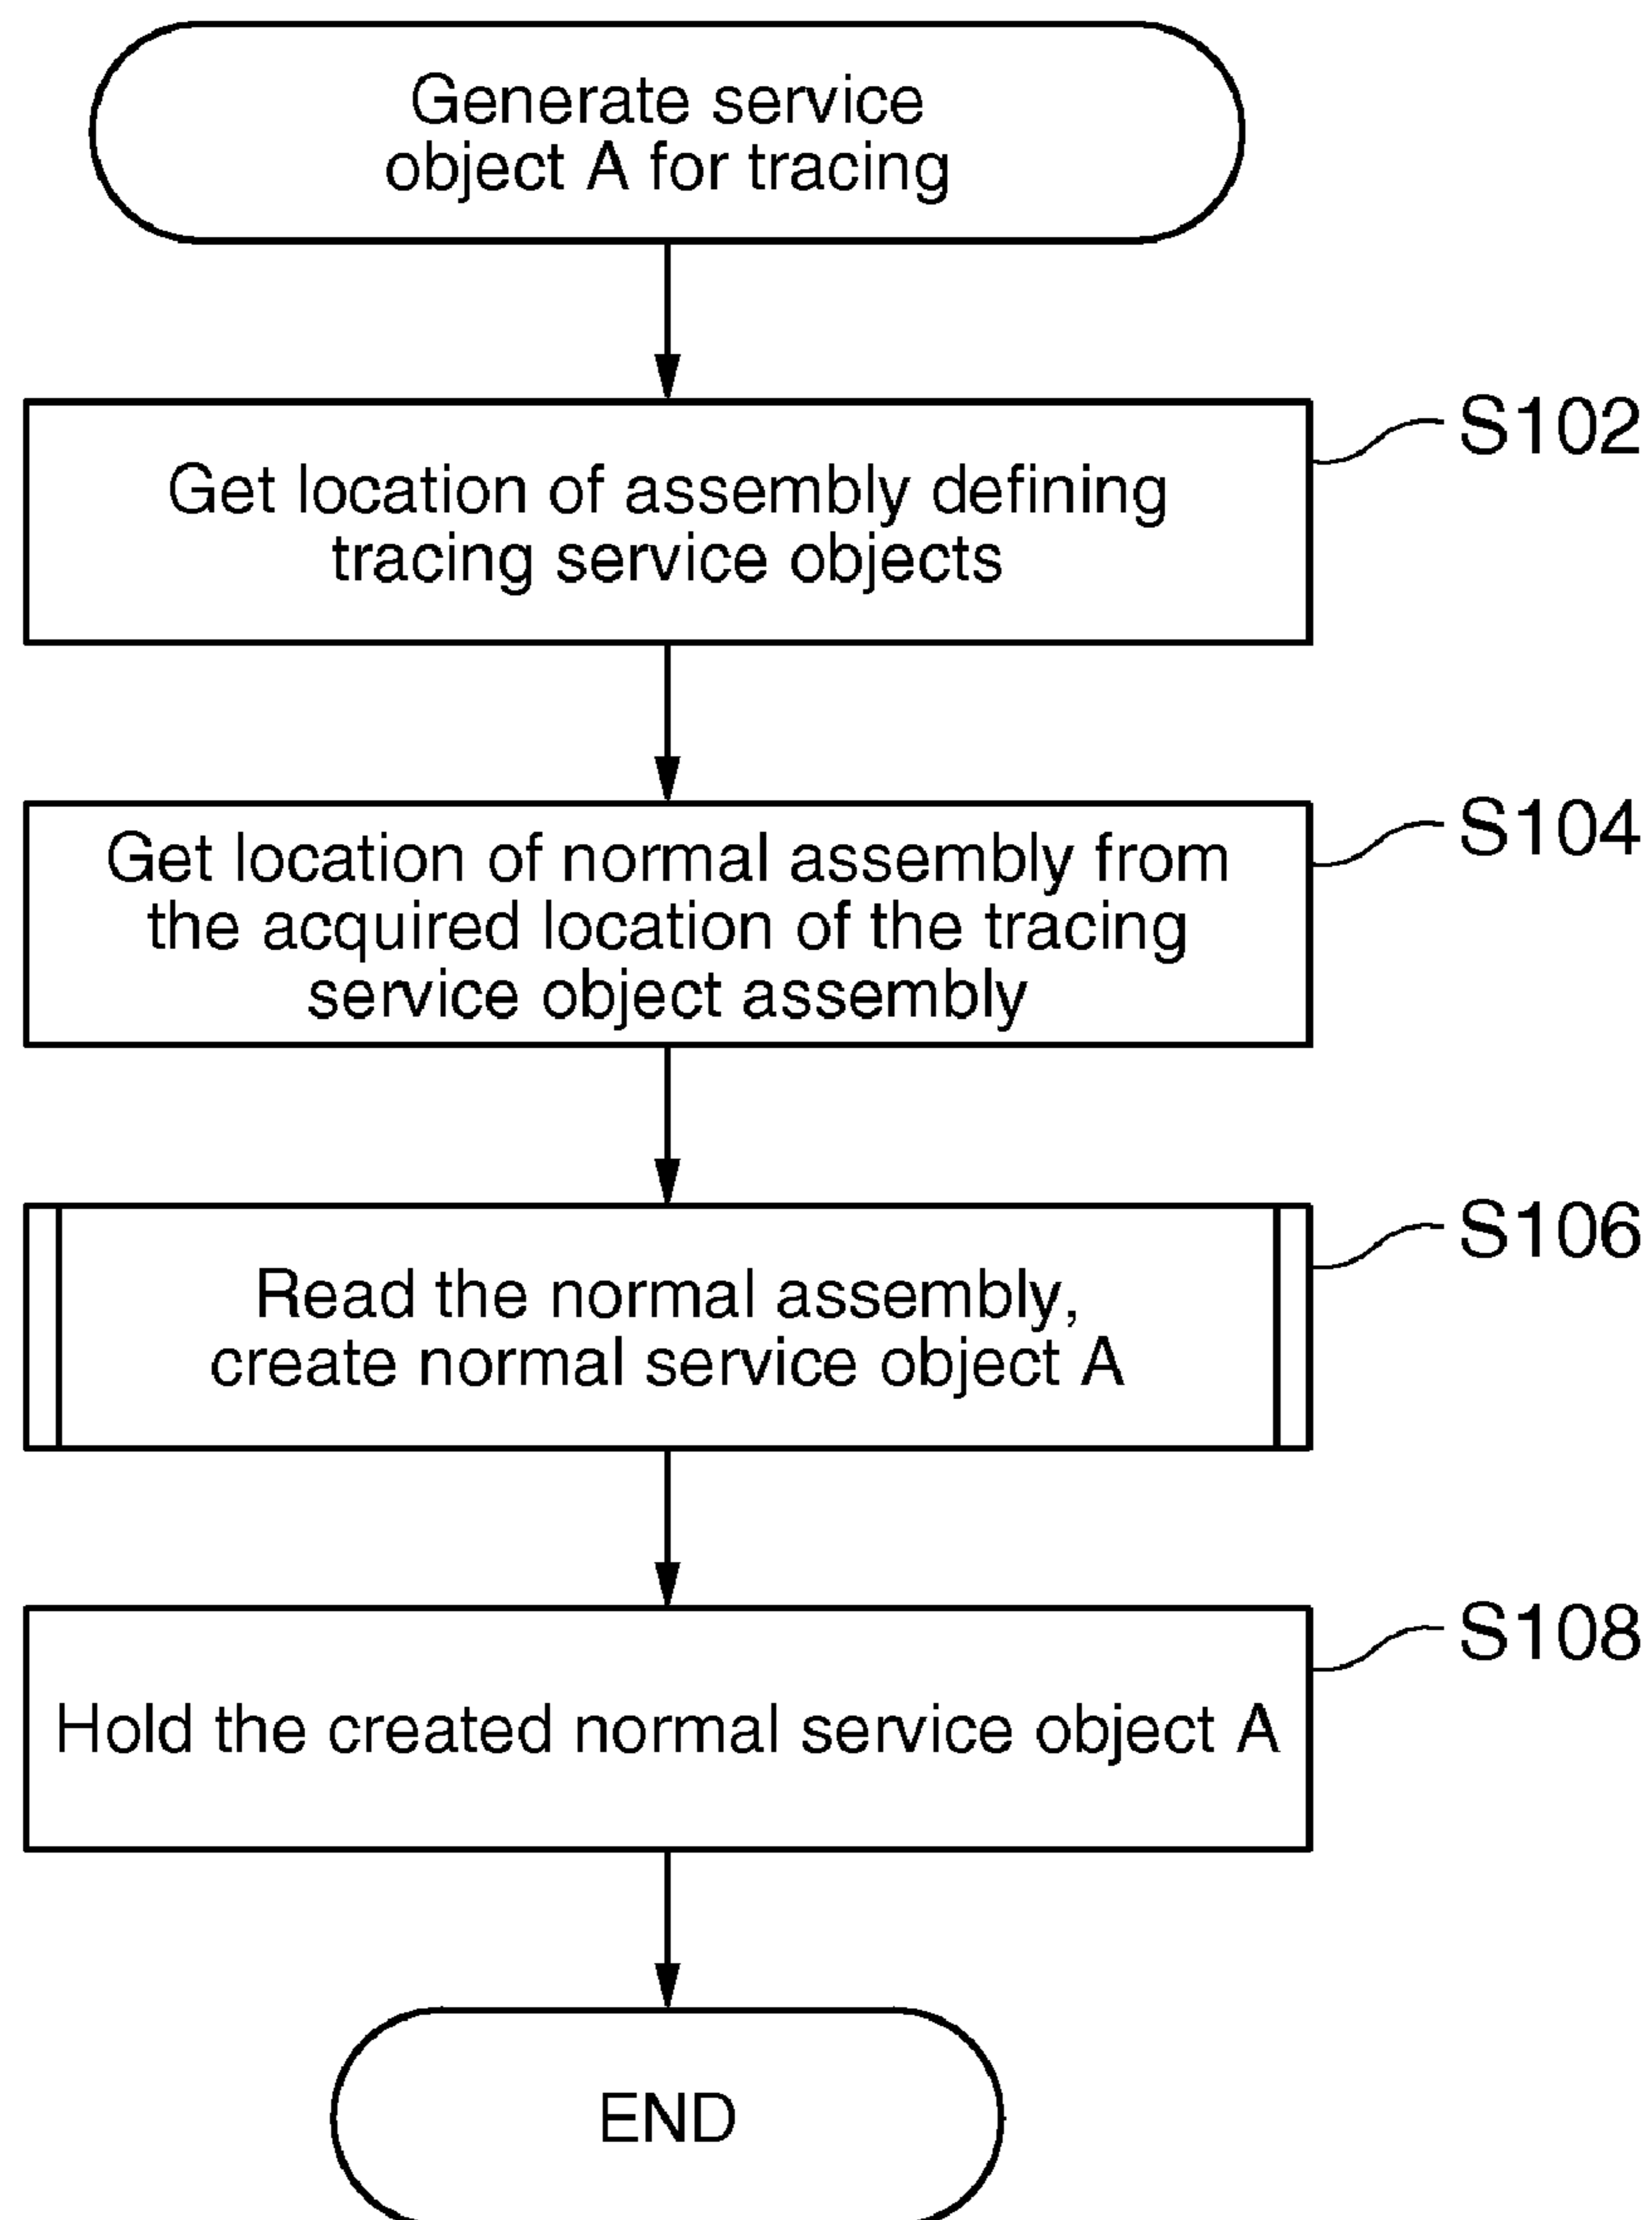 Generate service
object A for tracing
S102
Get location of assembly defining
tracing service objects
S104
Get location of normal assembly from
the acquired location of the tracing
service object assembly
S106
Read the normal assembly,
create normal service object A
S108
Hold the created normal service object A
END